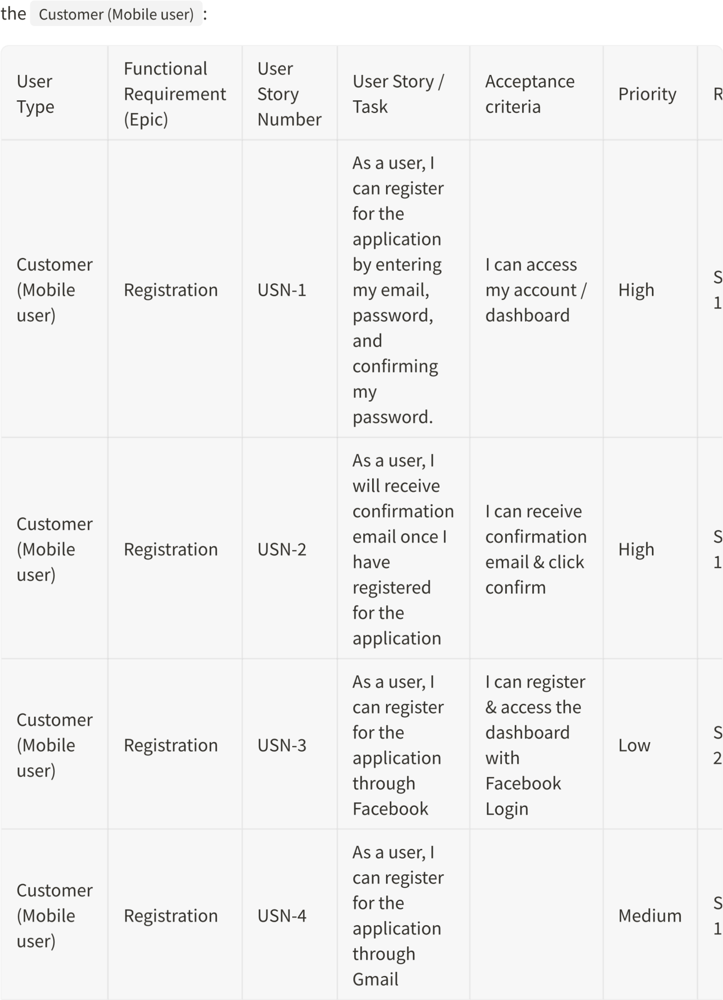 the Customer (Mobile user) :
User
Type
Functional
Requirement
(Epic)
User
Story
Number
User Story /
Task
Acceptance
criteria
Priority
R
Customer
(Mobile
user)
Registration
USN-1
As a user, I
can register
for the
application
by entering
my email,
password,
and
confirming
my
password.
I can access
my account /
dashboard
High
S
1
Customer
(Mobile
user)
Registration
USN-2
As a user, I
will receive
confirmation
email once I
have
registered
for the
application
I can receive
confirmation
email & click
confirm
High
S
1
Customer
(Mobile
user)
Registration
USN-3
As a user, I
can register
for the
application
through
Facebook
I can register
& access the
dashboard
with
Facebook
Login
Low
S
2
Customer
(Mobile
user)
Registration
USN-4
As a user, I
can register
for the
application
through
Gmail
Medium
S
1